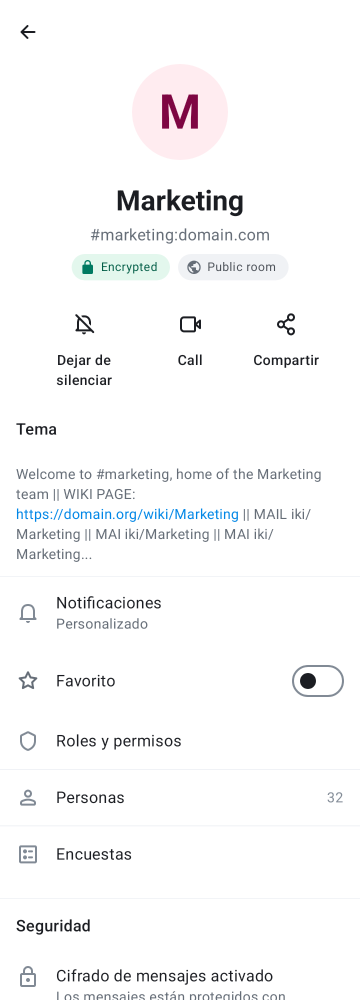 M
Marketing
#marketing:domain.com
Encrypted
Public room
Dejar de
silenciar
Call
Compartir
Tema
Welcome to #marketing, home of the Marketing
team || WIKI PAGE:
https://domain.org/wiki/Marketing || MAIL iki/
Marketing || MAI iki/Marketing || MAI iki/
Marketing...
Notificaciones
Personalizado
Favorito
Roles y permisos
Personas
32
Encuestas
Seguridad
Cifrado de mensajes activado
Los mensajes están protegidos con